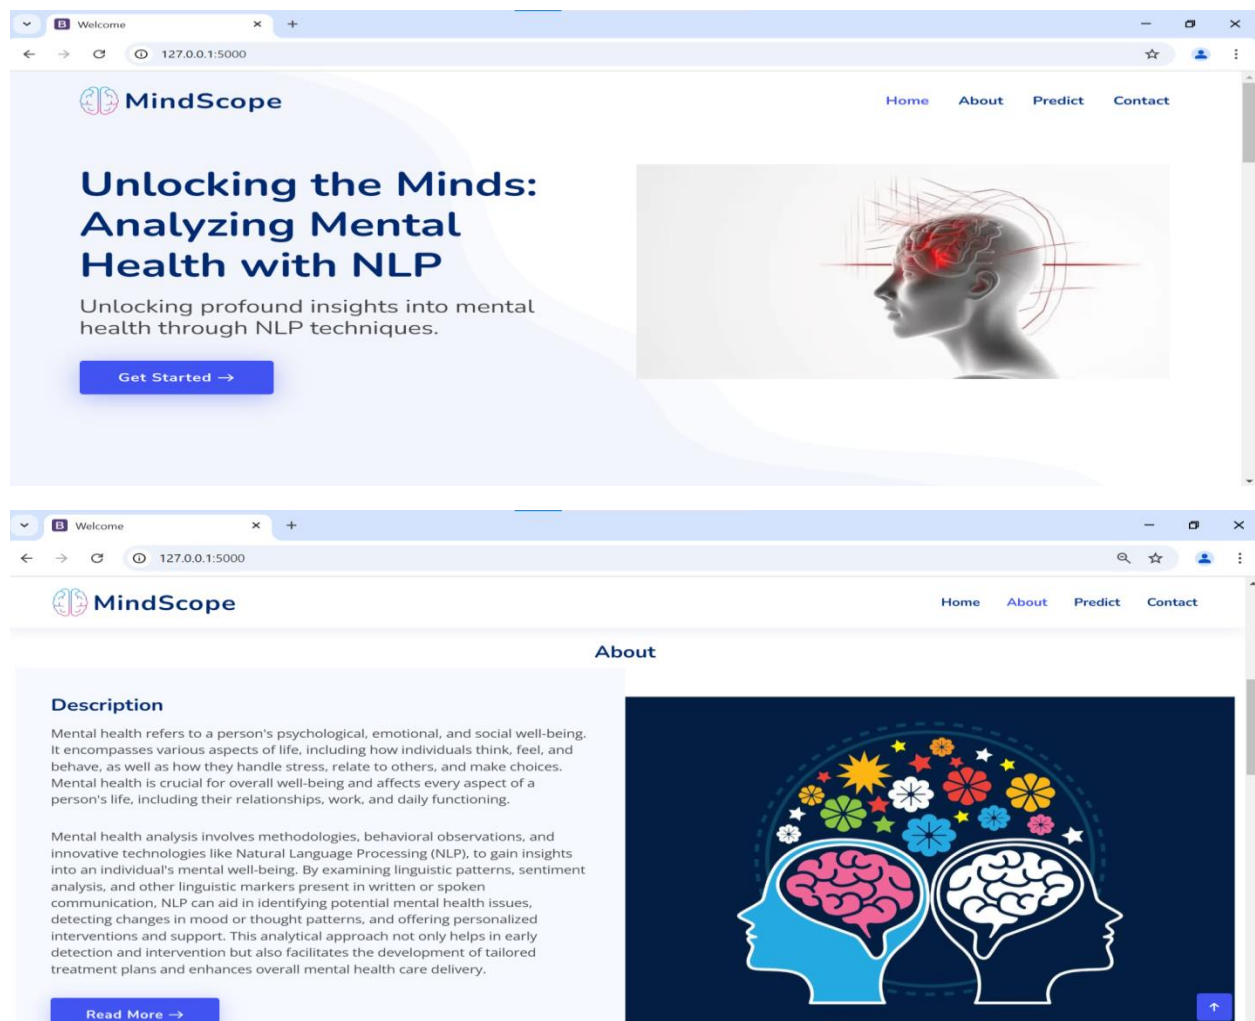 Welcome
127.0.0.1:5000
MindScope
Home About Predict Contact
Unlocking the Minds:
Analyzing Mental
Health with NLP
Unlocking profound insights into mental
health through NLP techniques.
Get Started →
B Welcome
127.0.0.1:5000
MindScope
Home About Predict Contact
About
Description
Mental health refers to a person's psychological, emotional, and social well-being.
It encompasses various aspects of life, including how individuals think, feel, and
behave, as well as how they handle stress, relate to others, and make choices.
Mental health is crucial for overall well-being and affects every aspect of a
person's life, including their relationships, work, and daily functioning.
Mental health analysis involves methodologies, behavioral observations, and
innovative technologies like Natural Language Processing (NLP), to gain insights
into an individual's mental well-being. By examining linguistic patterns, sentiment
analysis, and other linguistic markers present in written or spoken
communication, NLP can aid in identifying potential mental health issues,
detecting changes in mood or thought patterns, and offering personalized
interventions and support. This analytical approach not only helps in early
detection and intervention but also facilitates the development of tailored
treatment plans and enhances overall mental health care delivery.
Read More →